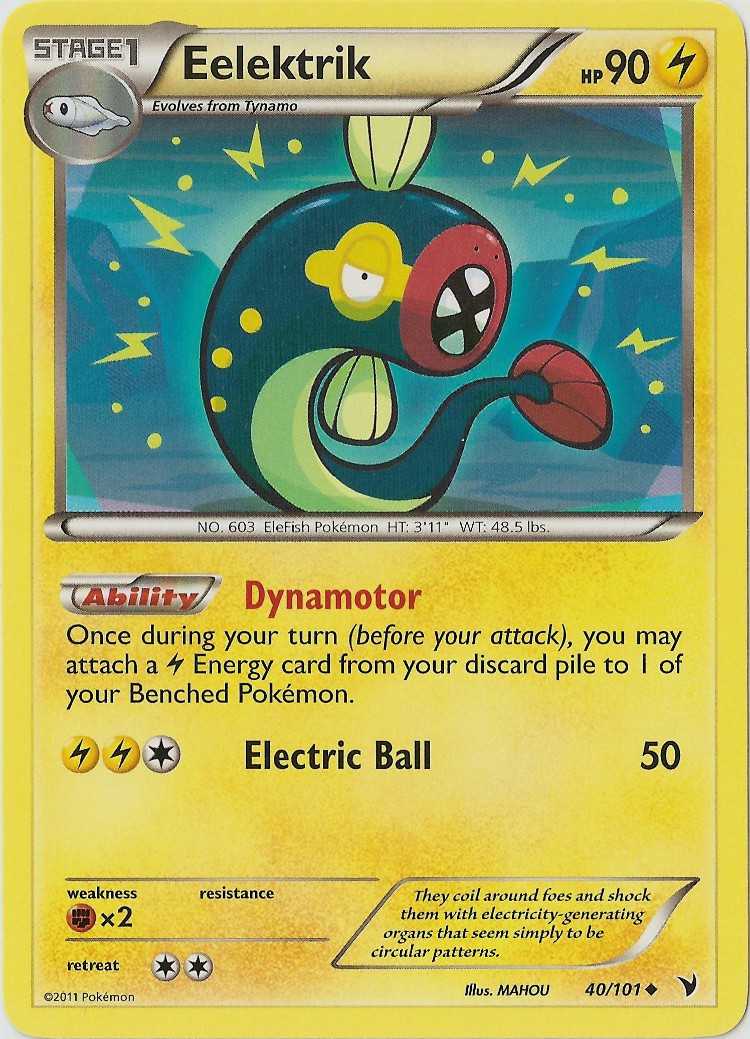 STAGE1
Eelektrik
HP90
Evolves from Tynamo
NO. 603 EleFish Pokémon HT: 3'11" WT: 48.5 lbs.
Ability Dynamotor
Once during your turn (before your attack), you may
attach a Energy card from your discard pile to 1 of
your Benched Pokémon.
Electric Ball 50
weakness resistance
×2
retreat
They coil around foes and shock
them with electricity-generating
organs that seem simply to be
circular patterns.
©2011 Pokémon
Illus. MAHOU 40/101